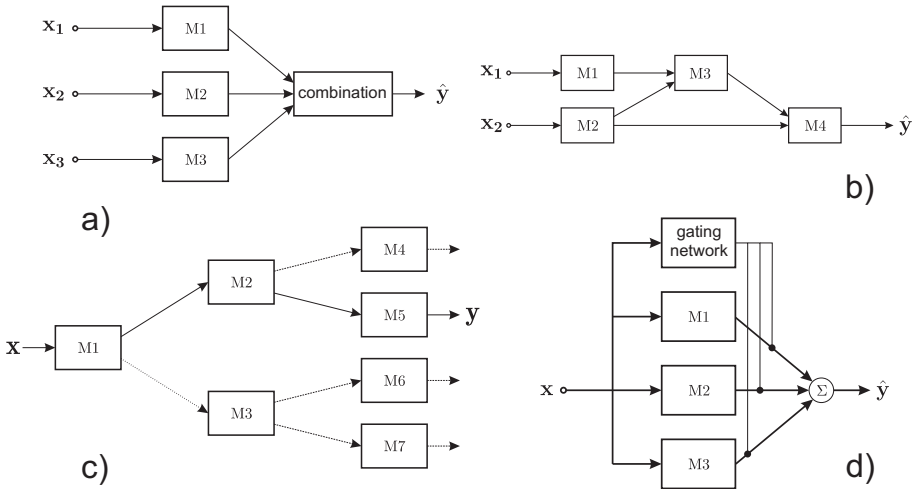 x₁ M1
x₂ M2 combination ŷ
x₃ M3
a)
x₁ M1 M3
x₂ M2 M4 ŷ
b)
M4
M2
M5 y
x M1
M6
M3
M7
c)
gating
network
M1
x M2 Σ ŷ
M3
d)